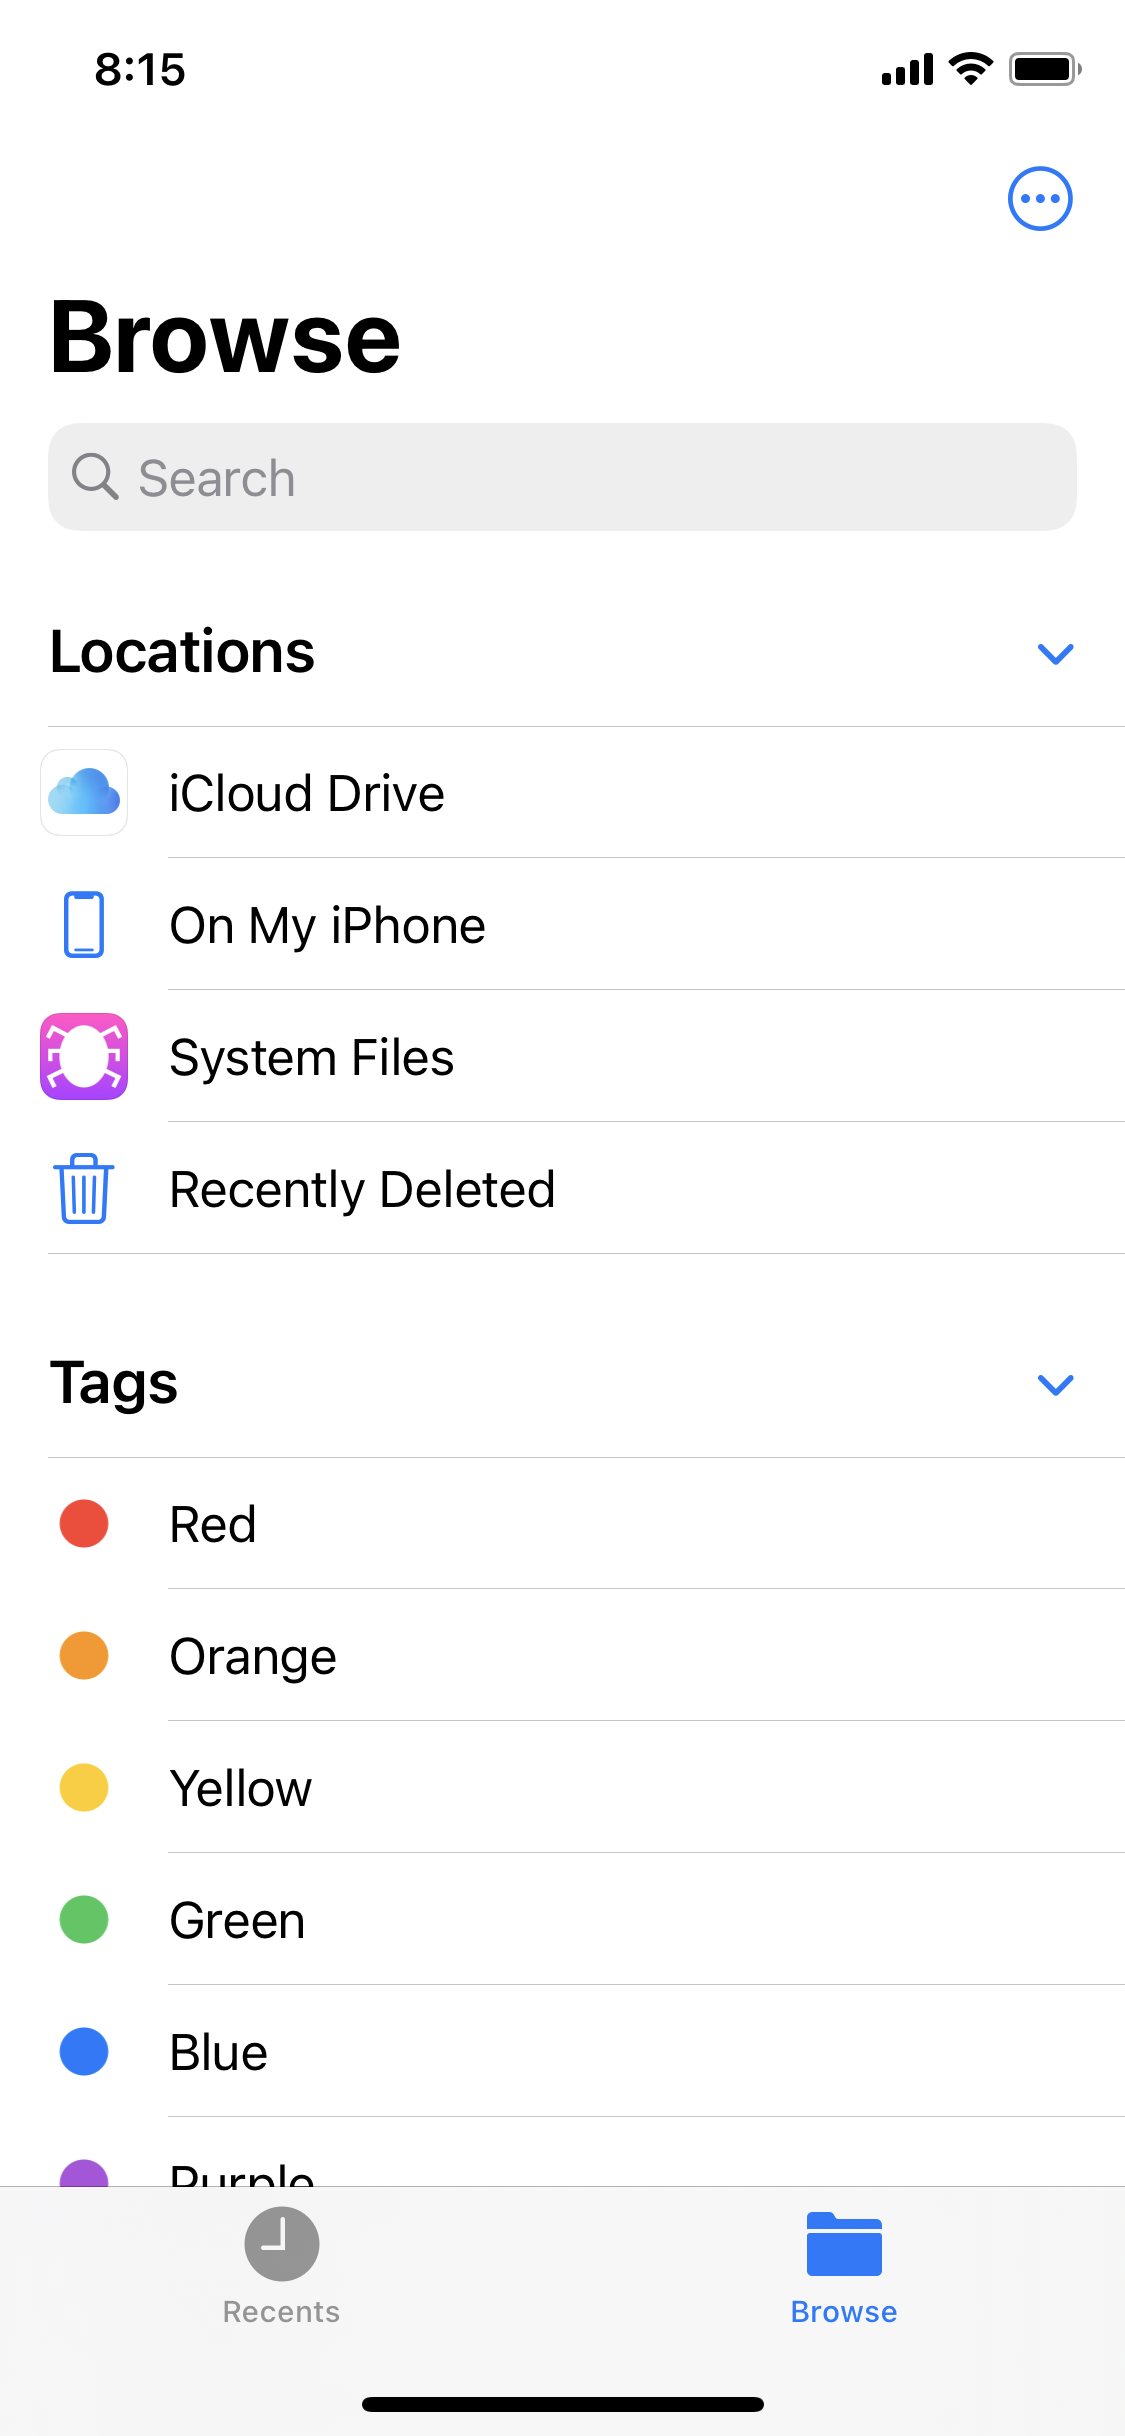 8:15
Browse
Search
Locations
iCloud Drive
On My iPhone
System Files
Recently Deleted
Tags
Red
Orange
Yellow
Green
Blue
Purple
Recents
Browse